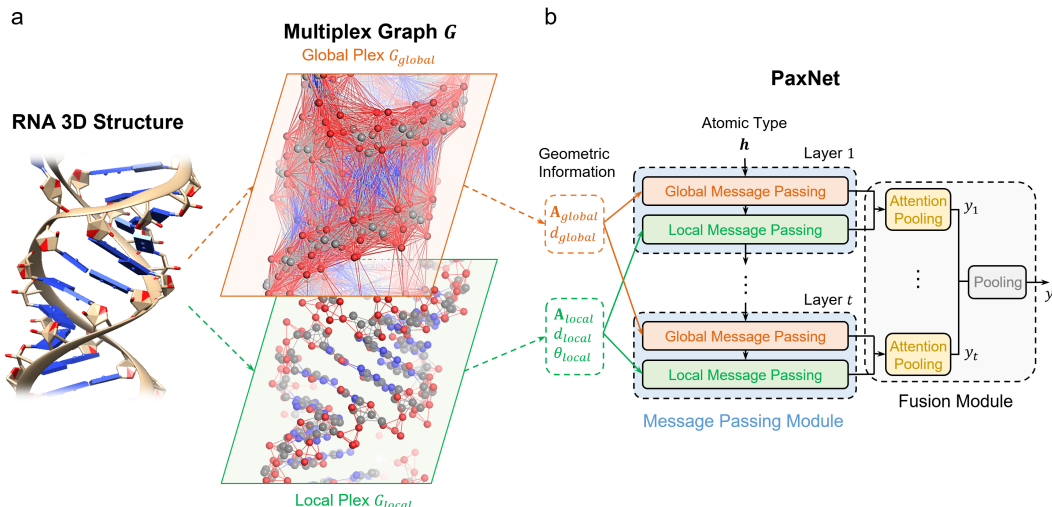 a
RNA 3D Structure
Multiplex Graph G
Global Plex G_global
Local Plex G_local
b
PaxNet
Geometric
Information
A_global
d_global
A_local
d_local
θ_local
Atomic Type
h
Layer 1
Global Message Passing
Local Message Passing
Layer t
Global Message Passing
Local Message Passing
Message Passing Module
Attention
Pooling
y_1
Attention
Pooling
y_t
Pooling
y
Fusion Module